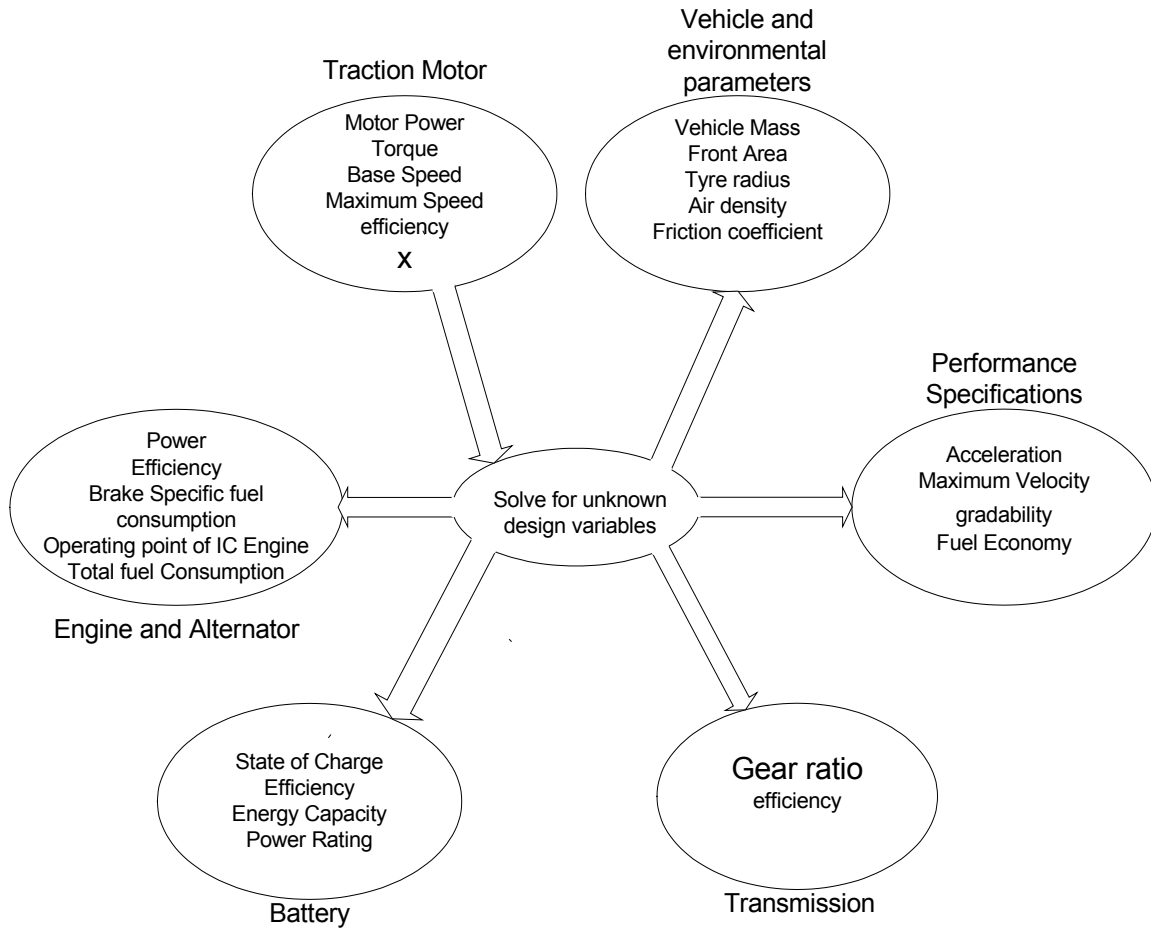 Traction Motor
Motor Power
Torque
Base Speed
Maximum Speed
efficiency
x
Vehicle and
environmental
parameters
Vehicle Mass
Front Area
Tyre radius
Air density
Friction coefficient
Performance
Specifications
Acceleration
Maximum Velocity
gradability
Fuel Economy
Power
Efficiency
Brake Specific fuel
consumption
Operating point of IC Engine
Total fuel Consumption
Engine and Alternator
Solve for unknown
design variables
State of Charge
Efficiency
Energy Capacity
Power Rating
Battery
Gear ratio
efficiency
Transmission